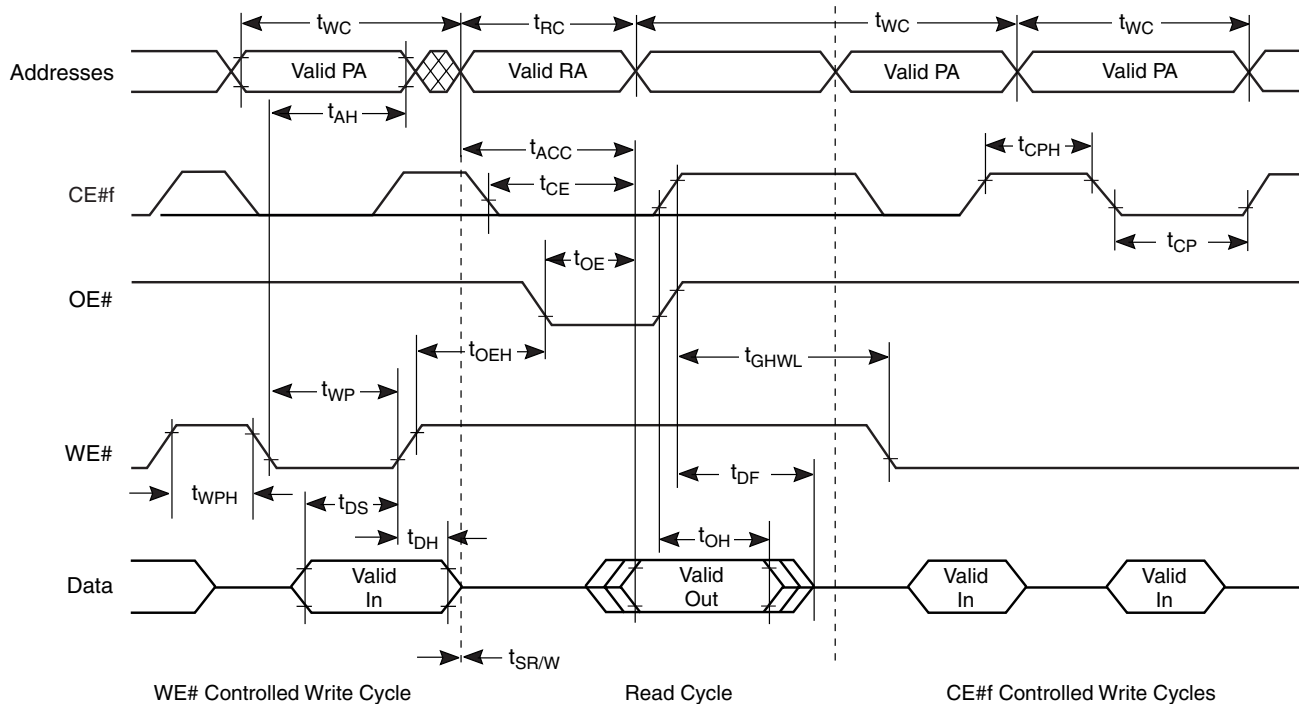 tWC tRC tWC tWC
Addresses Valid PA Valid RA Valid PA Valid PA
tAH
tACC tCPH
CE#f tCE
tCP
tOE
OE#
tOEH tGHWL
tWP
WE#
tDF
tWPH tDS
tDH tOH
Data Valid In Valid Out Valid In Valid In
tSR/W
WE# Controlled Write Cycle Read Cycle CE#f Controlled Write Cycles